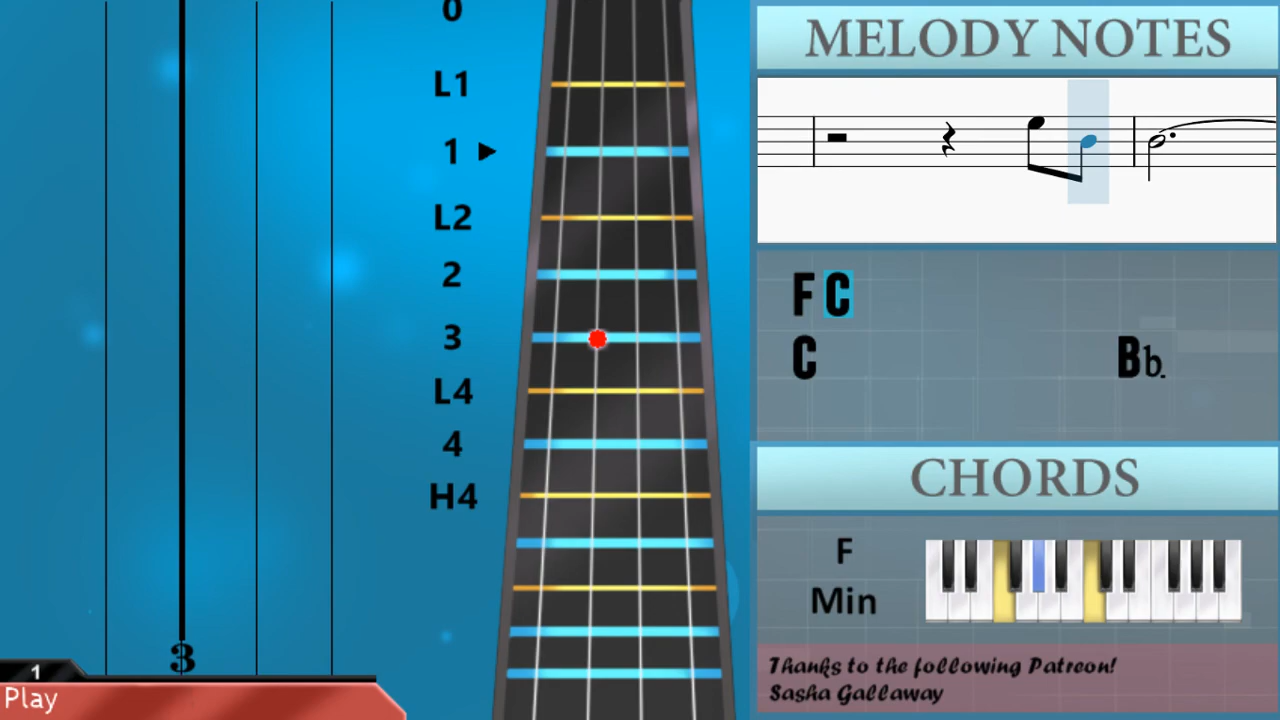 0
L1
1
L2
2
3
L4
4
H4
3
1
Play
MELODY NOTES
F C
C Bb.
CHORDS
F
Min
Thanks to the following Patreon!
Sasha Gallaway